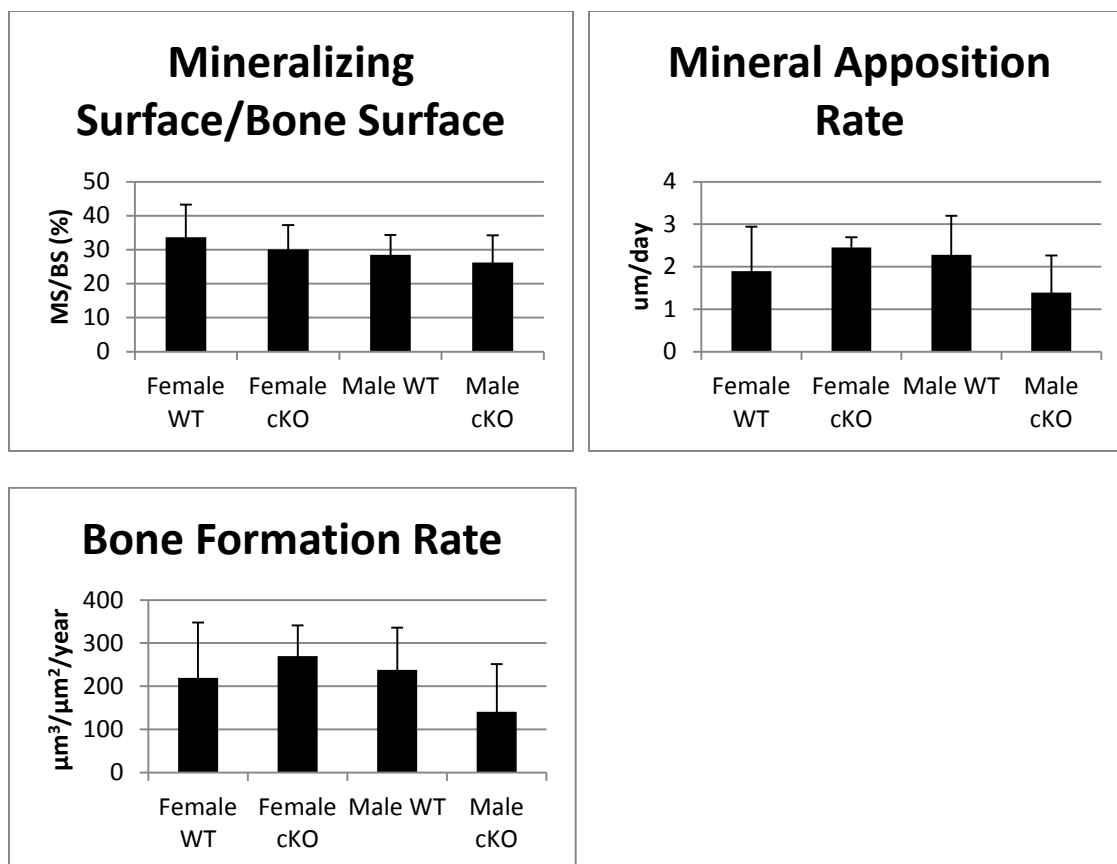 Mineralizing
Surface/Bone Surface
MS/BS (%)
50
40
30
20
10
0
Female WT
Female cKO
Male WT
Male cKO
Mineral Apposition
Rate
um/day
4
3
2
1
0
Female WT
Female cKO
Male WT
Male cKO
Bone Formation Rate
µm³/µm²/year
400
300
200
100
0
Female WT
Female cKO
Male WT
Male cKO